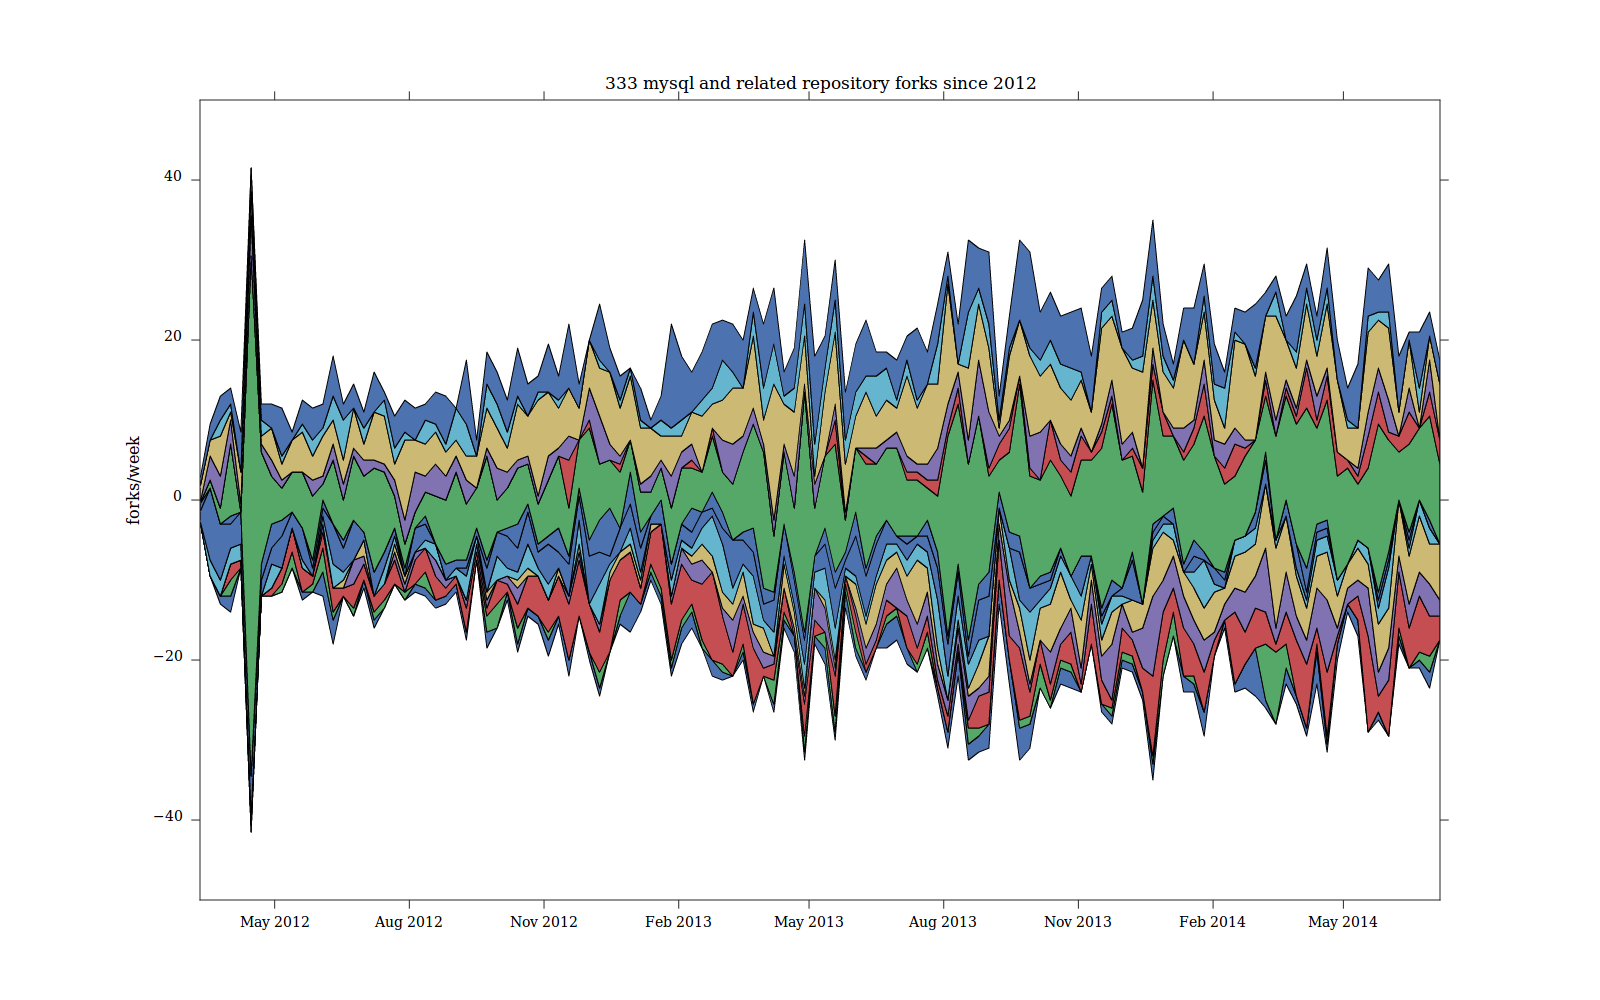 333 mysql and related repository forks since 2012
forks/week
40
20
0
−20
−40
May 2012
Aug 2012
Nov 2012
Feb 2013
May 2013
Aug 2013
Nov 2013
Feb 2014
May 2014